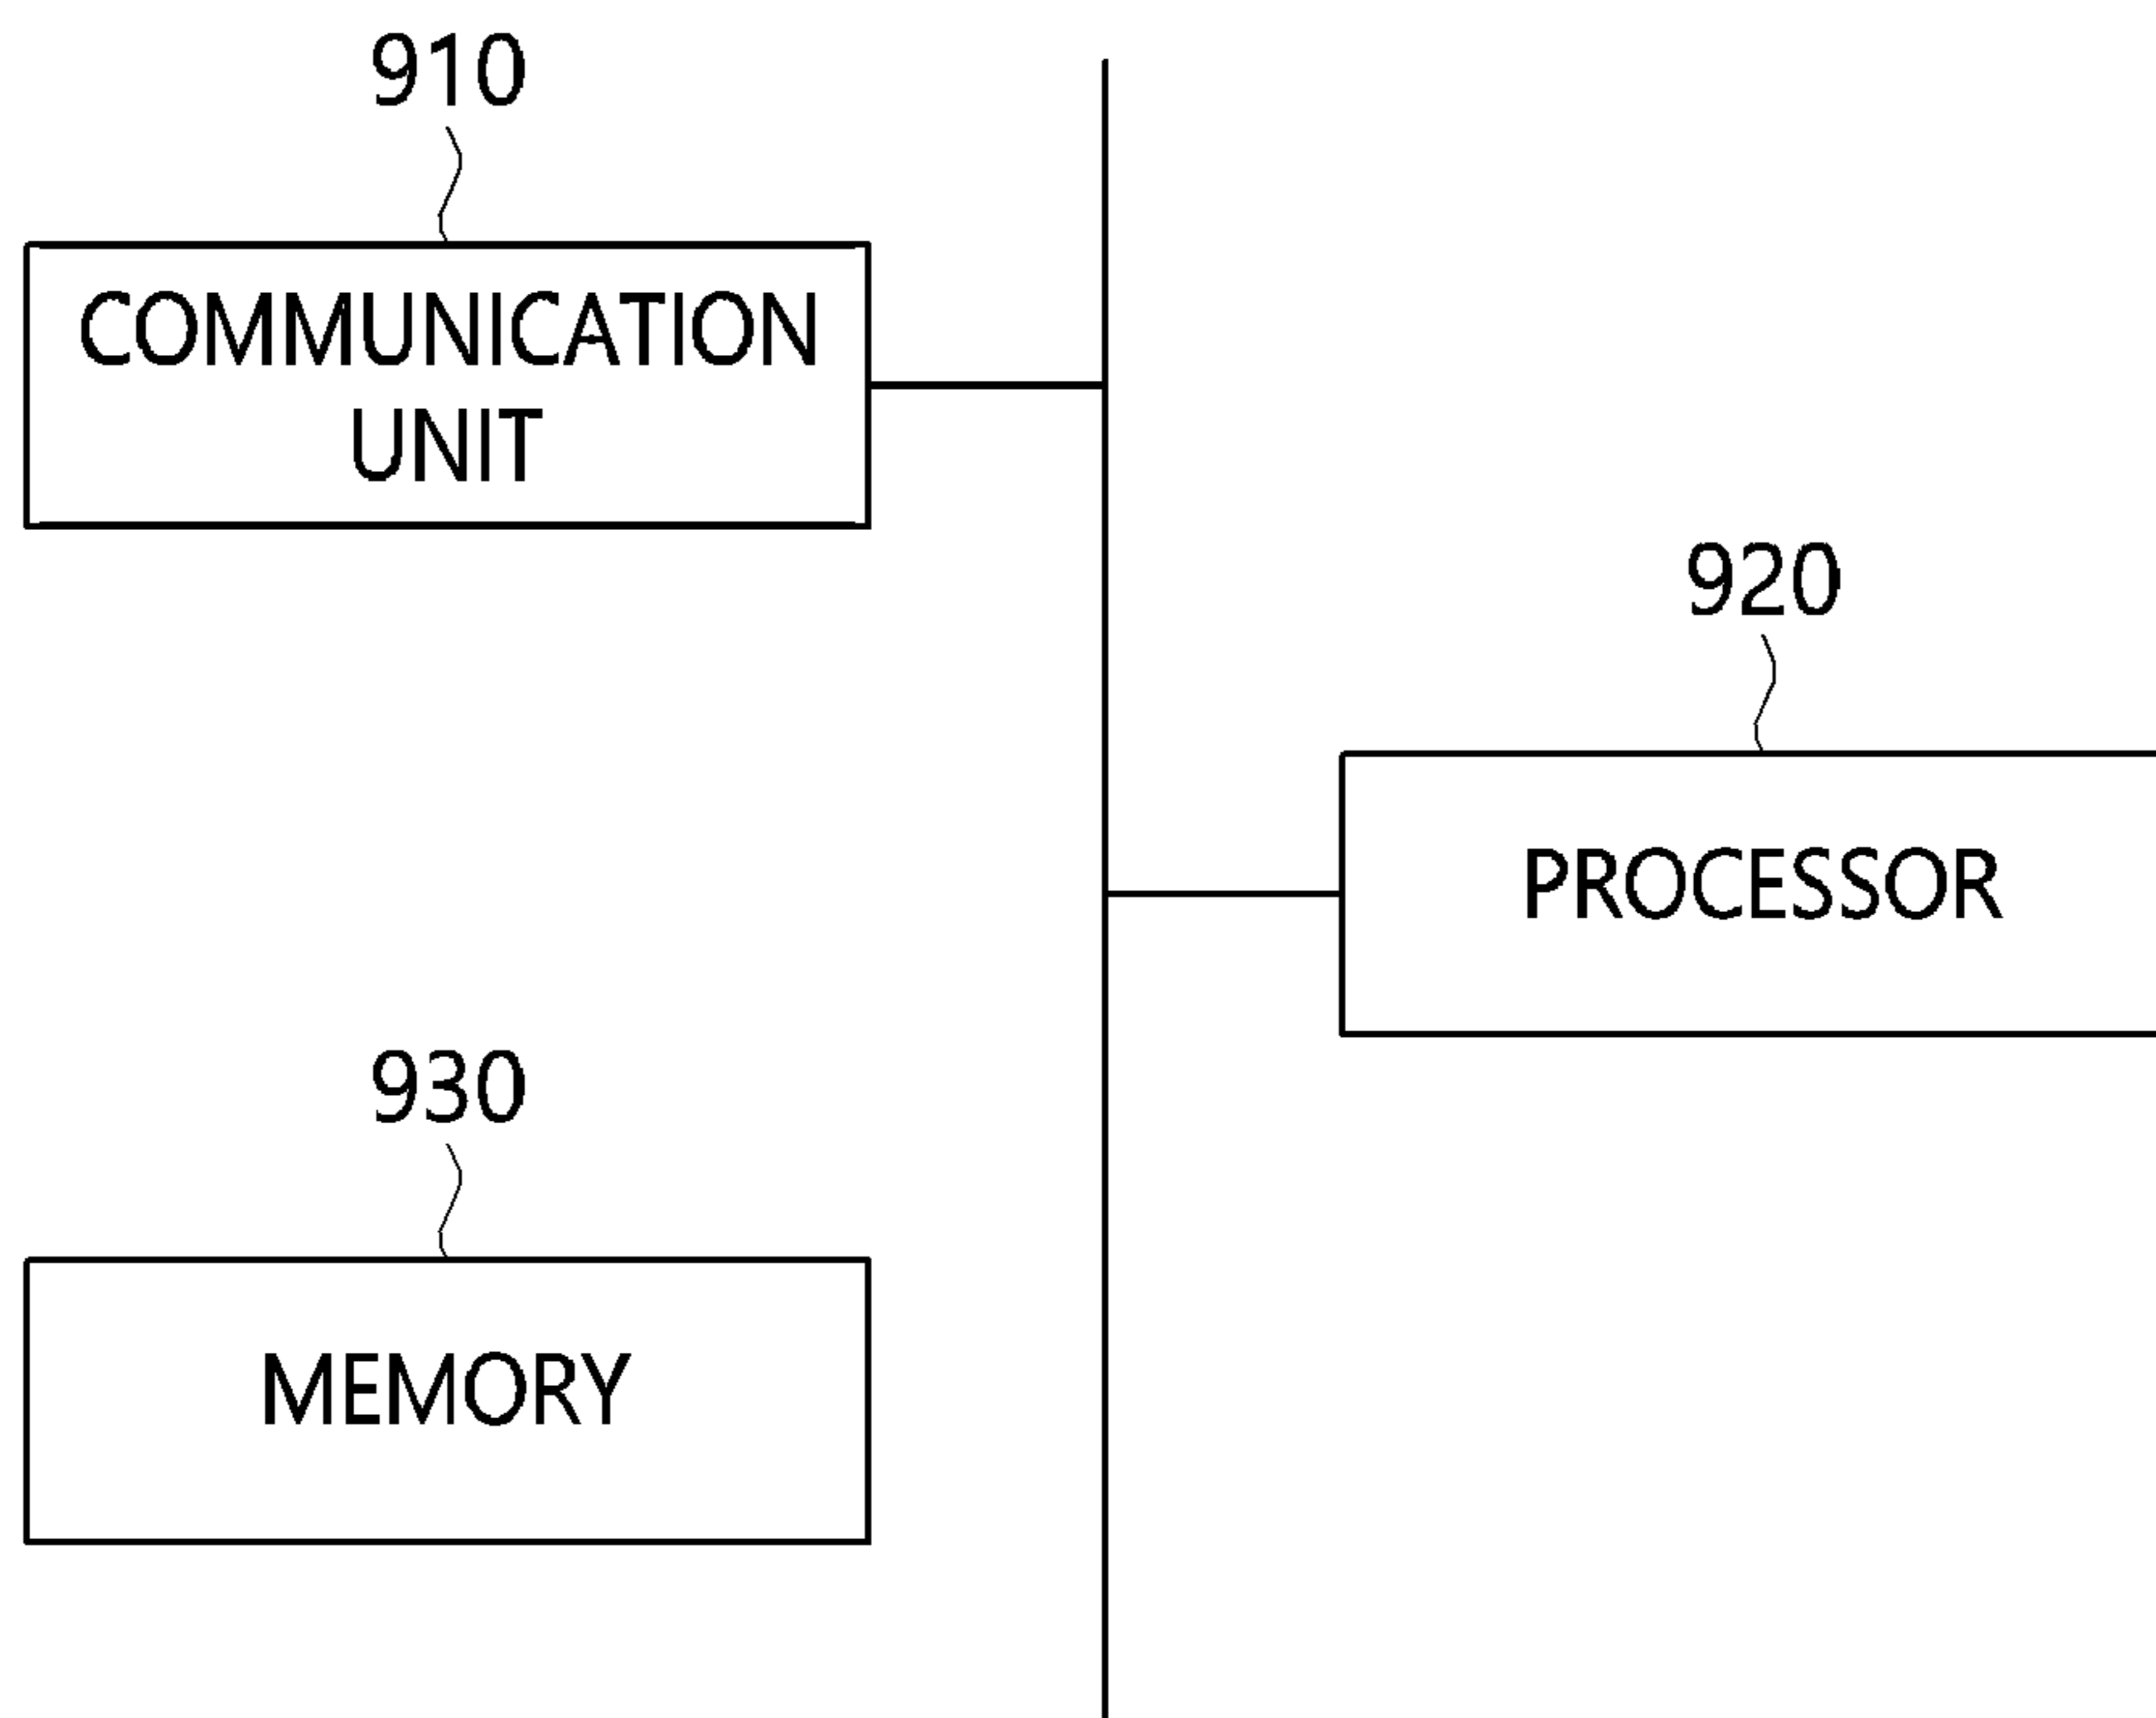 910
COMMUNICATION
UNIT
920
PROCESSOR
930
MEMORY